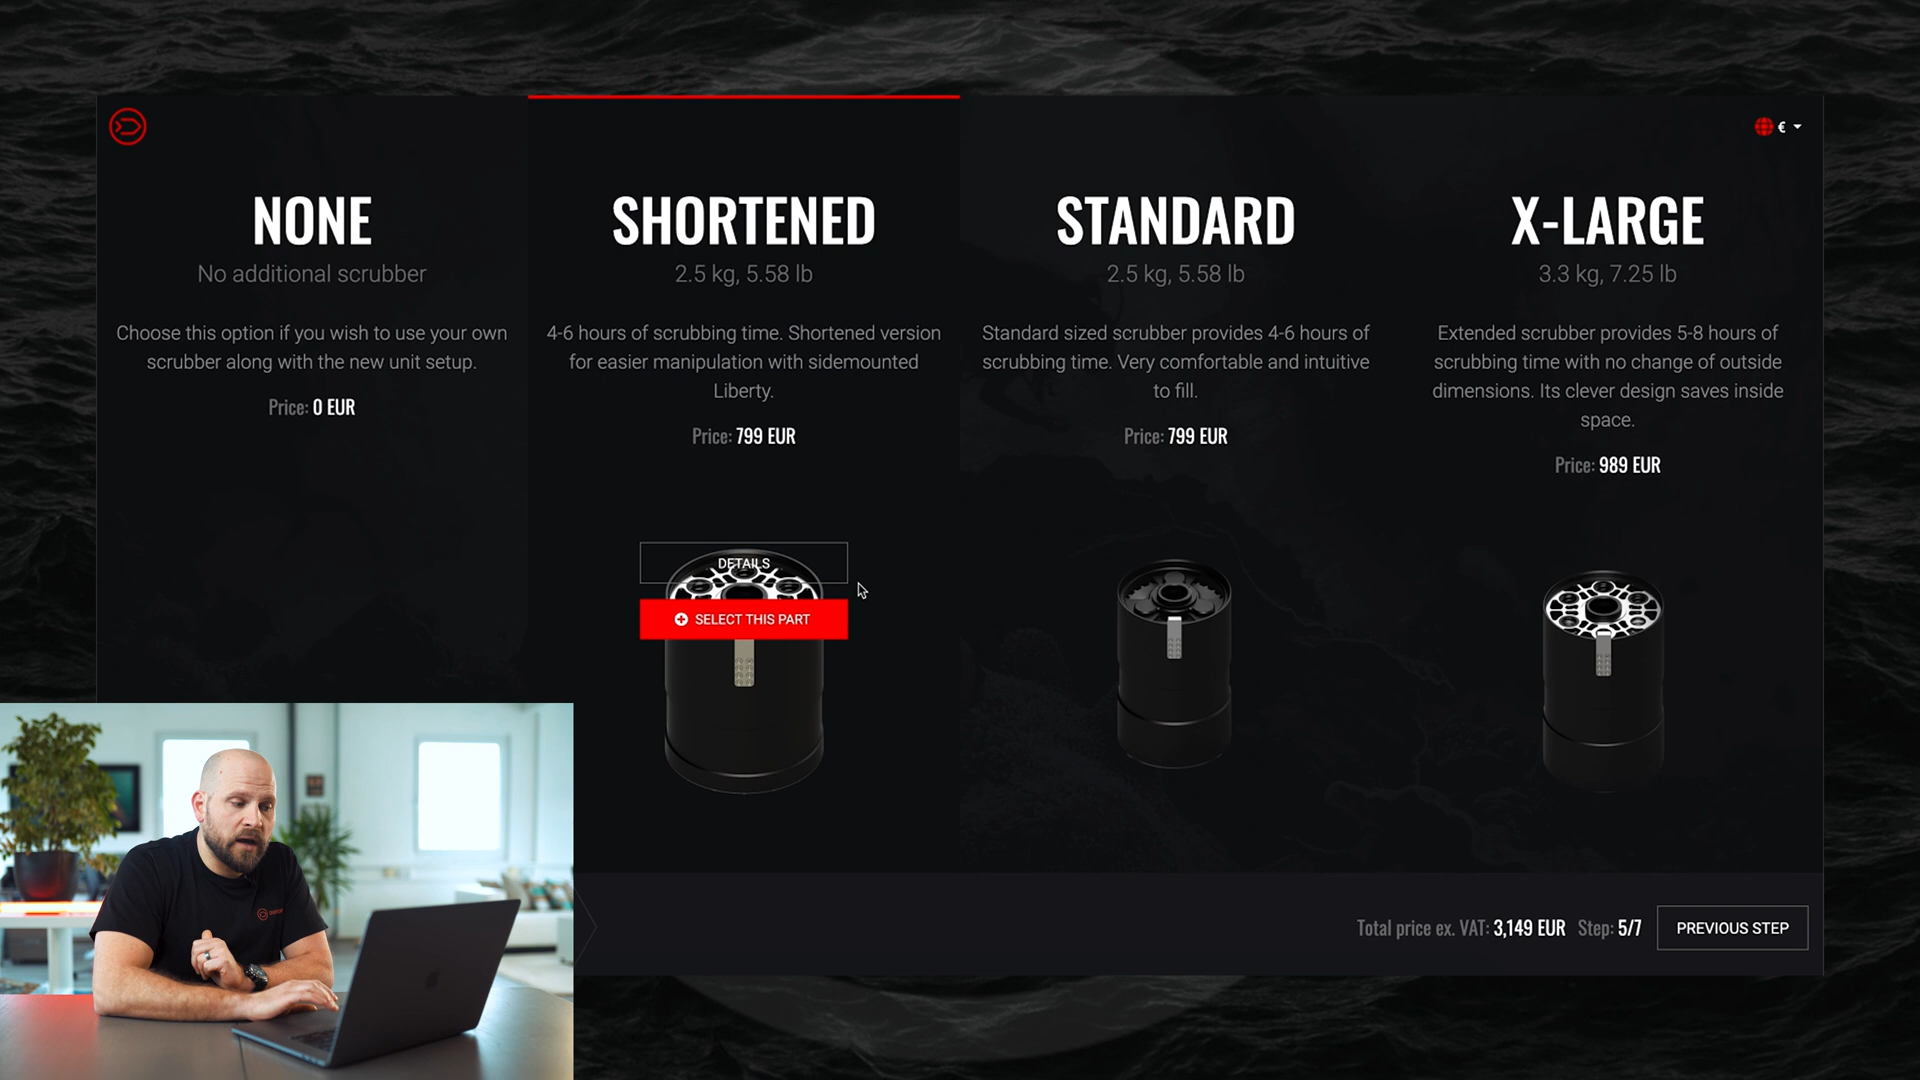 €
NONE
No additional scrubber
Choose this option if you wish to use your own
scrubber along with the new unit setup.
Price: 0 EUR
SHORTENED
2.5 kg, 5.58 lb
4-6 hours of scrubbing time. Shortened version
for easier manipulation with sidemounted
Liberty.
Price: 799 EUR
DETAILS
SELECT THIS PART
STANDARD
2.5 kg, 5.58 lb
Standard sized scrubber provides 4-6 hours of
scrubbing time. Very comfortable and intuitive
to fill.
Price: 799 EUR
X-LARGE
3.3 kg, 7.25 lb
Extended scrubber provides 5-8 hours of
scrubbing time with no change of outside
dimensions. Its clever design saves inside
space.
Price: 989 EUR
Total price ex. VAT: 3,149 EUR Step: 5/7 PREVIOUS STEP